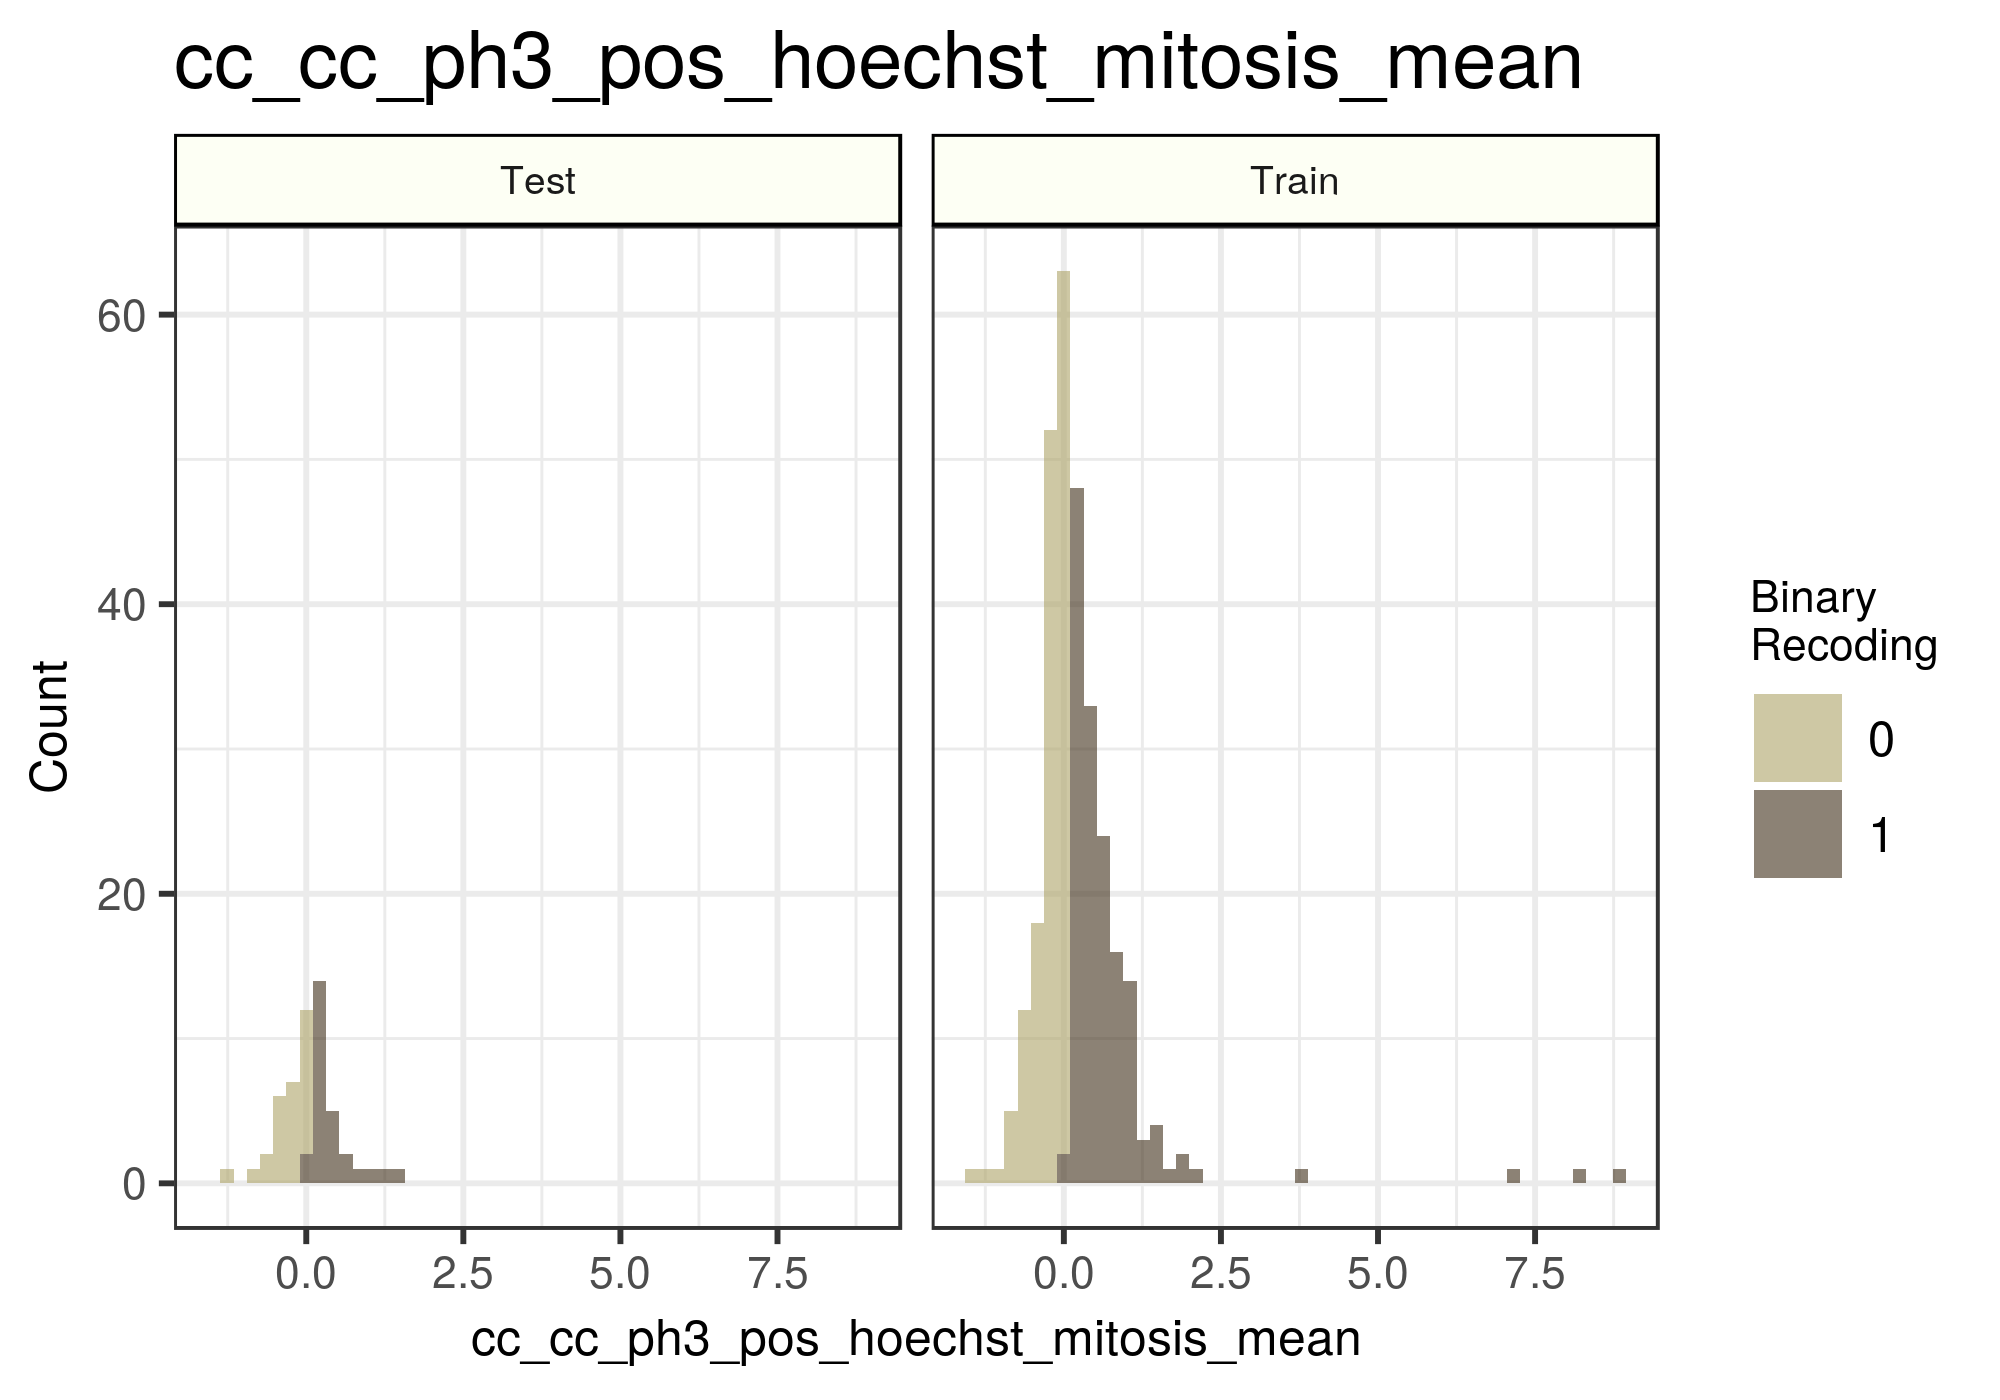 cc_cc_ph3_pos_hoechst_mitosis_mean
Test
Train
60
40
20
0
Count
0.0 2.5 5.0 7.5
0.0 2.5 5.0 7.5
cc_cc_ph3_pos_hoechst_mitosis_mean
Binary
Recoding
0
1